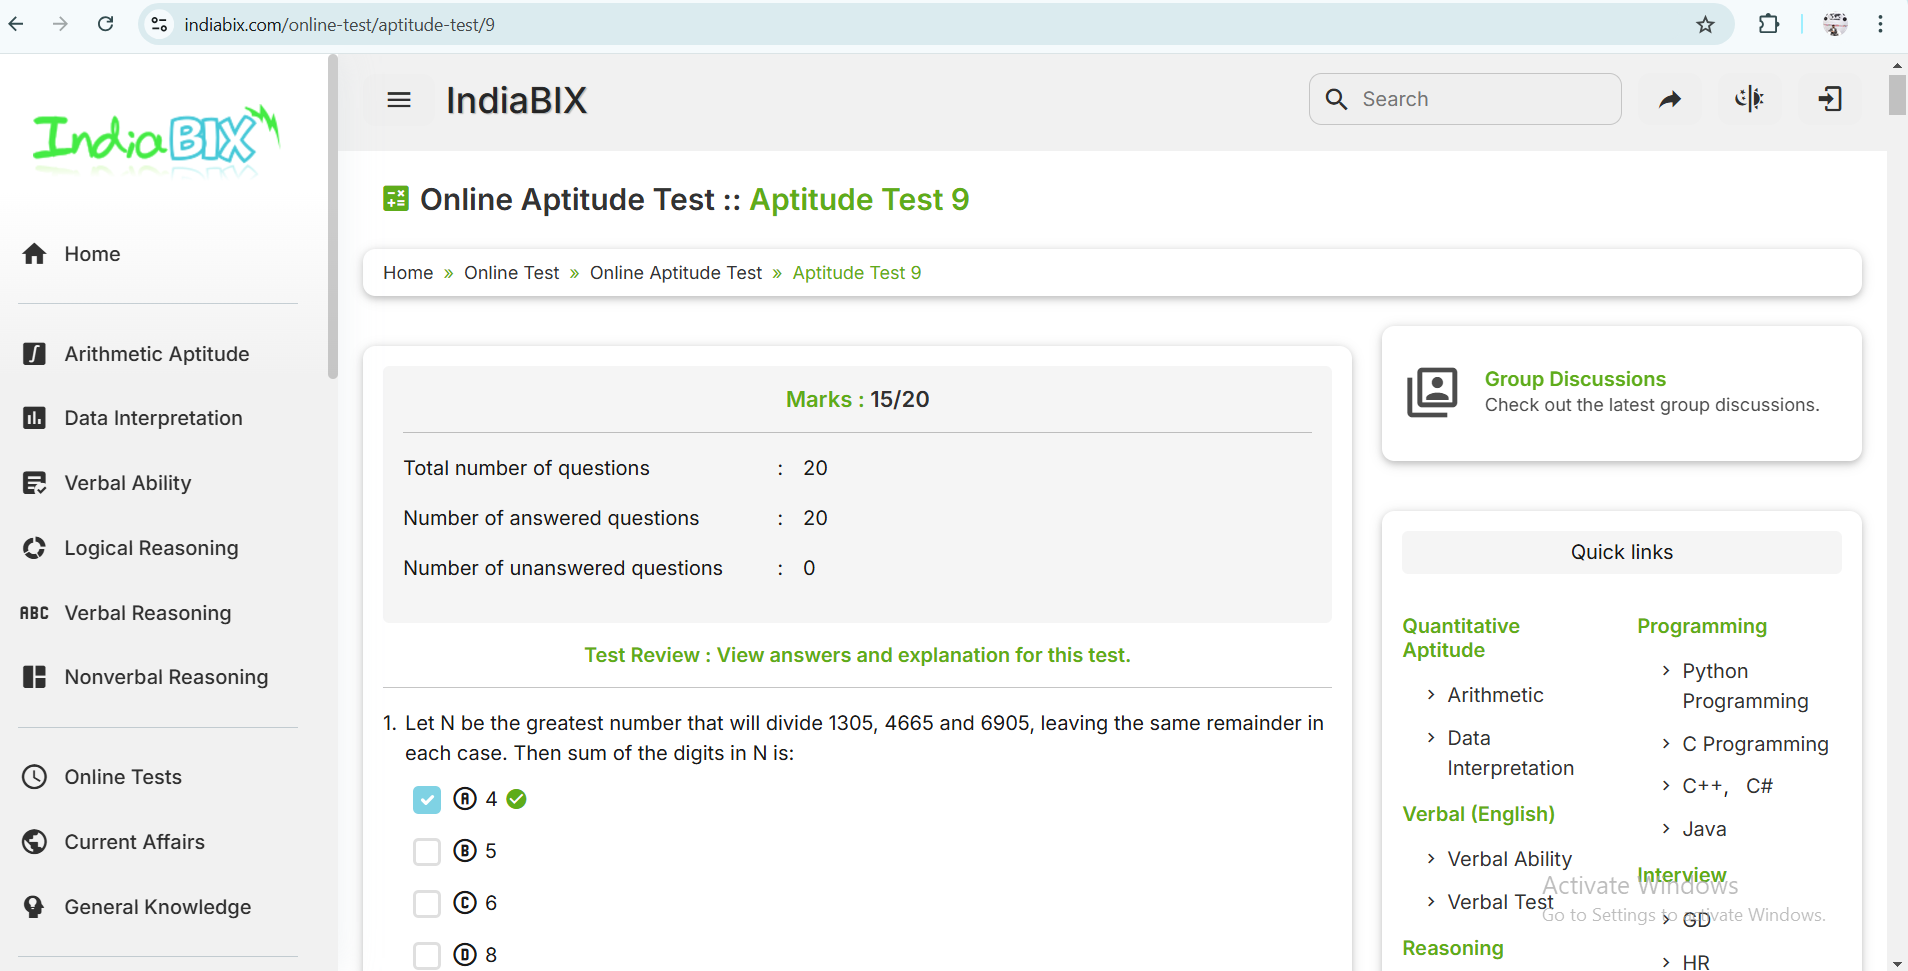 indiabix.com/online-test/aptitude-test/9
IndiaBIX
Home
Arithmetic Aptitude
Data Interpretation
Verbal Ability
Logical Reasoning
ABC Verbal Reasoning
Nonverbal Reasoning
Online Tests
Current Affairs
General Knowledge
IndiaBIX
Search
Online Aptitude Test :: Aptitude Test 9
Home » Online Test » Online Aptitude Test » Aptitude Test 9
Marks : 15/20
Total number of questions : 20
Number of answered questions : 20
Number of unanswered questions : 0
Test Review : View answers and explanation for this test.
1. Let N be the greatest number that will divide 1305, 4665 and 6905, leaving the same remainder in
each case. Then sum of the digits in N is:
A 4
B 5
C 6
D 8
Group Discussions
Check out the latest group discussions.
Quick links
Quantitative
Aptitude
› Arithmetic
› Data
Interpretation
Verbal (English)
› Verbal Ability
› Verbal Test
Reasoning
Programming
› Python
Programming
› C Programming
› C++, C#
› Java
Interview
› GD
› HR
Activate Windows
Go to Settings to activate Windows.